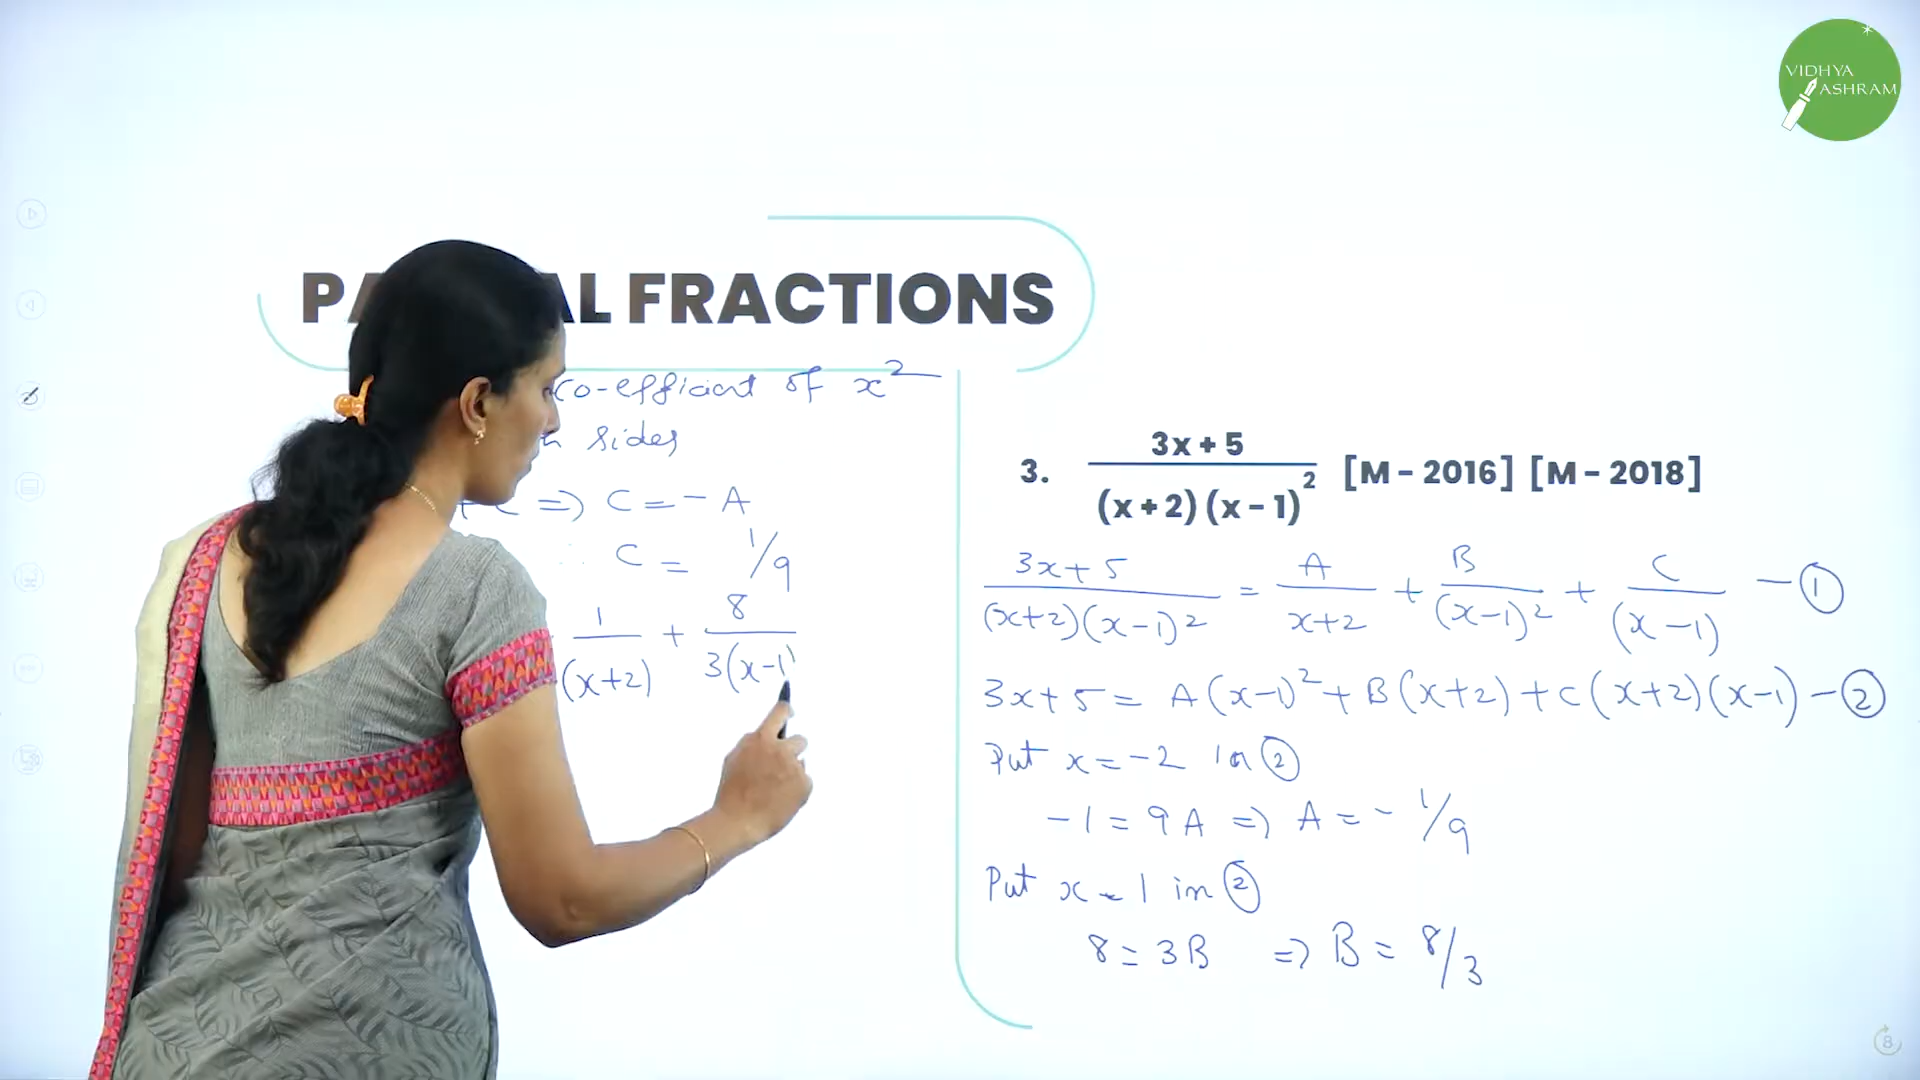 VIDHYA
ASHRAM
FRACTIONS
co-efficient of x²
sides
=> C = - A
C = 1/9
1/(x+2) + 8/3(x-1)
3. 3x + 5 / (x + 2) (x - 1)² [M - 2016] [M - 2018]
3x+5 / (x+2)(x-1)² = A / x+2 + B / (x-1)² + C / (x-1) - ①
3x+5 = A(x-1)² + B(x+2) + C(x+2)(x-1) - ②
Put x = -2 in ②
-1 = 9A => A = - 1/9
Put x = 1 in ②
8 = 3B => B = 8/3
8